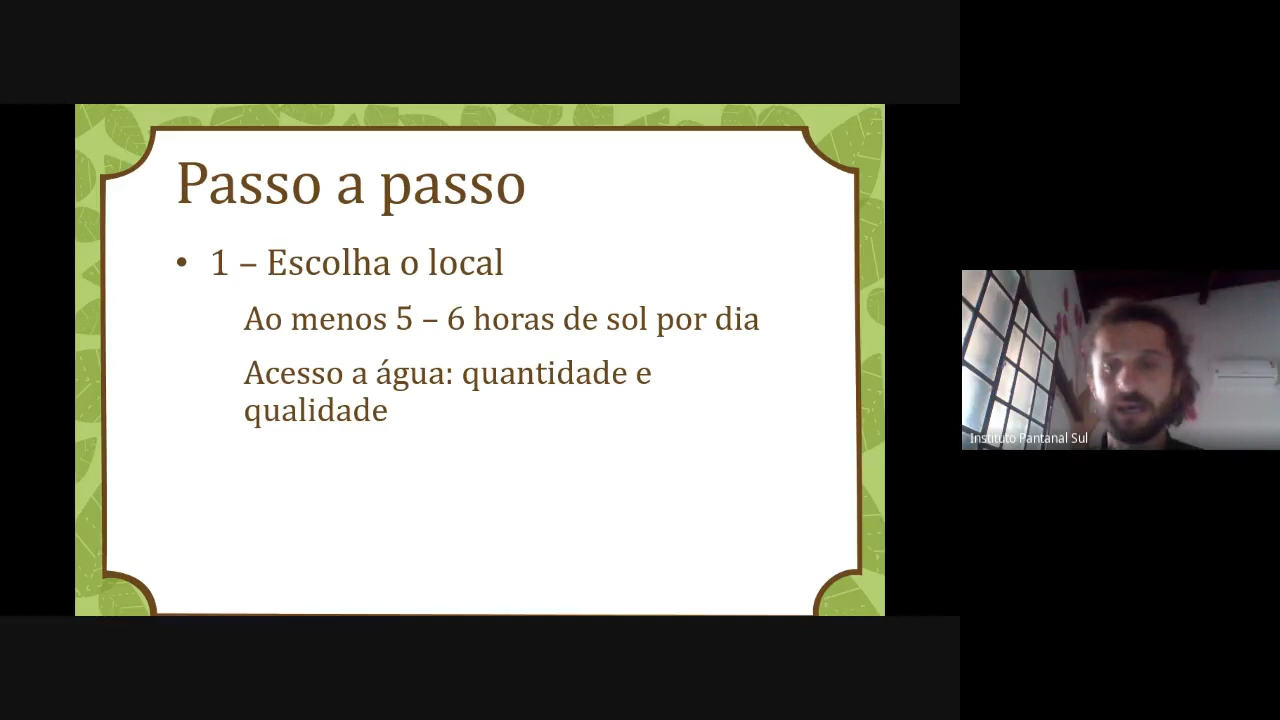 Passo a passo
• 1 – Escolha o local
Ao menos 5 – 6 horas de sol por dia
Acesso a água: quantidade e
qualidade
Instituto Pantanal Sul